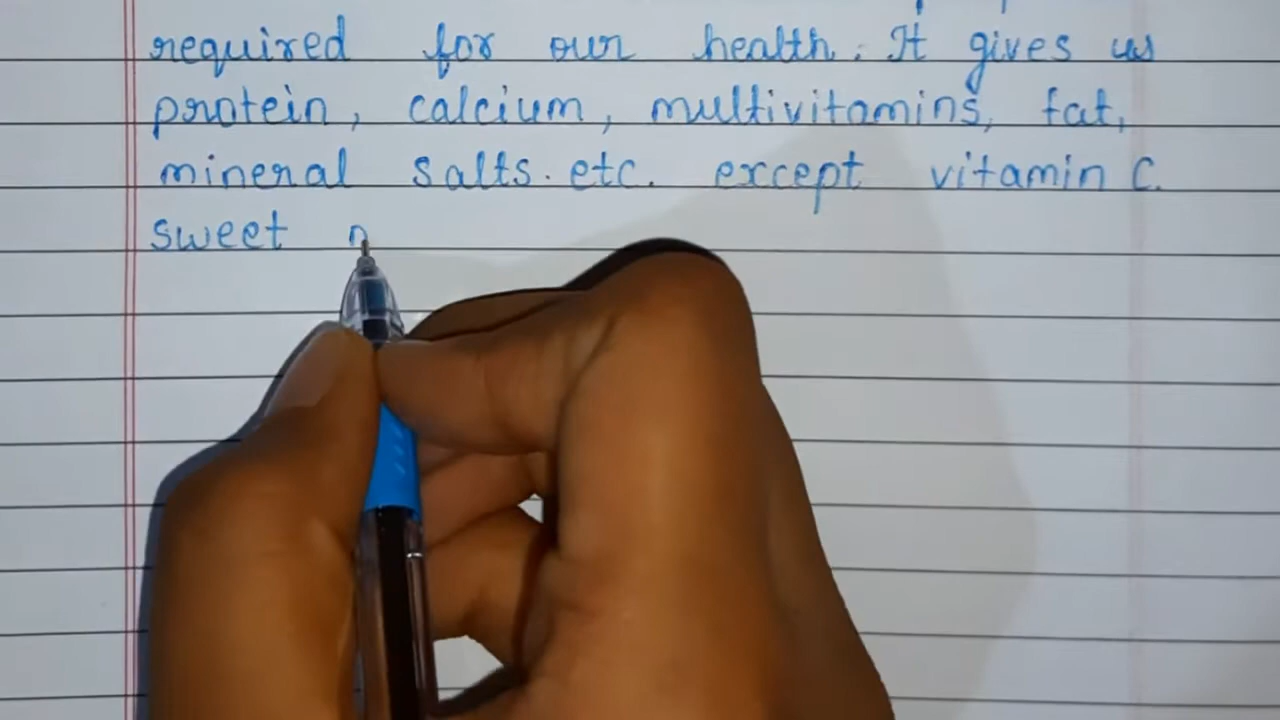 required for our health. It gives us
protein, calcium, multivitamins, fat,
mineral salts. etc. except vitamin C.
sweet